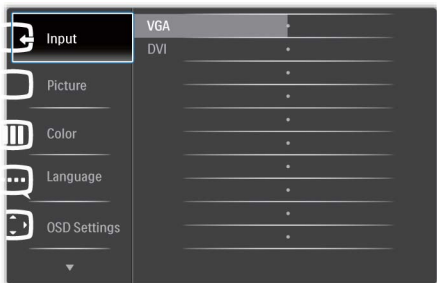 Input
Picture
Color
Language
OSD Settings
VGA
DVI